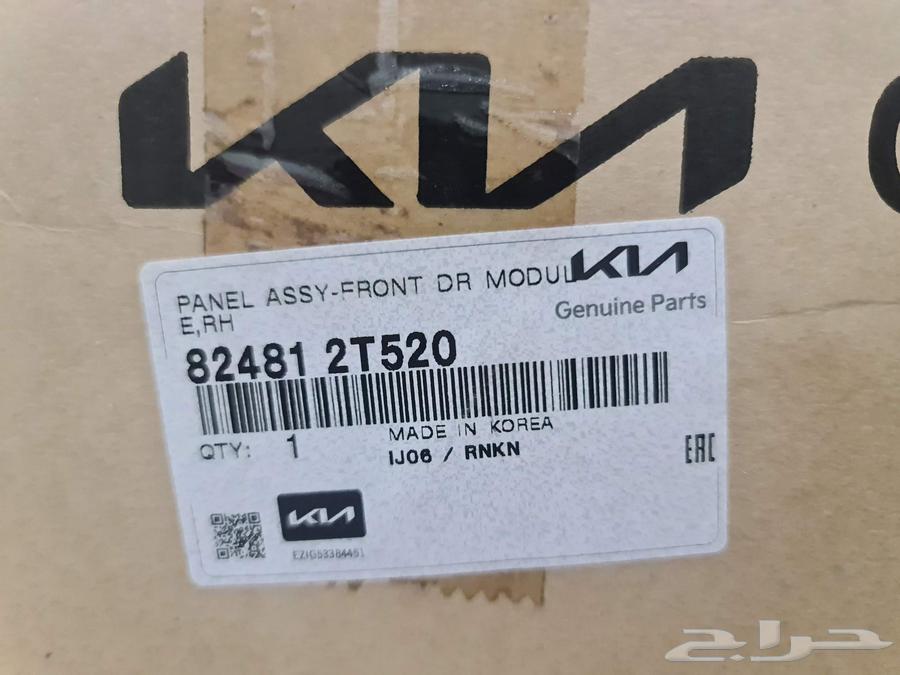 KIA
PANEL ASSY-FRONT DR MODUL
E,RH
KIA
Genuine Parts
82481 2T520
MADE IN KOREA
QTY: 1
IJ06 / RNKN
EAC
KIA
EZIG53384451
حراج